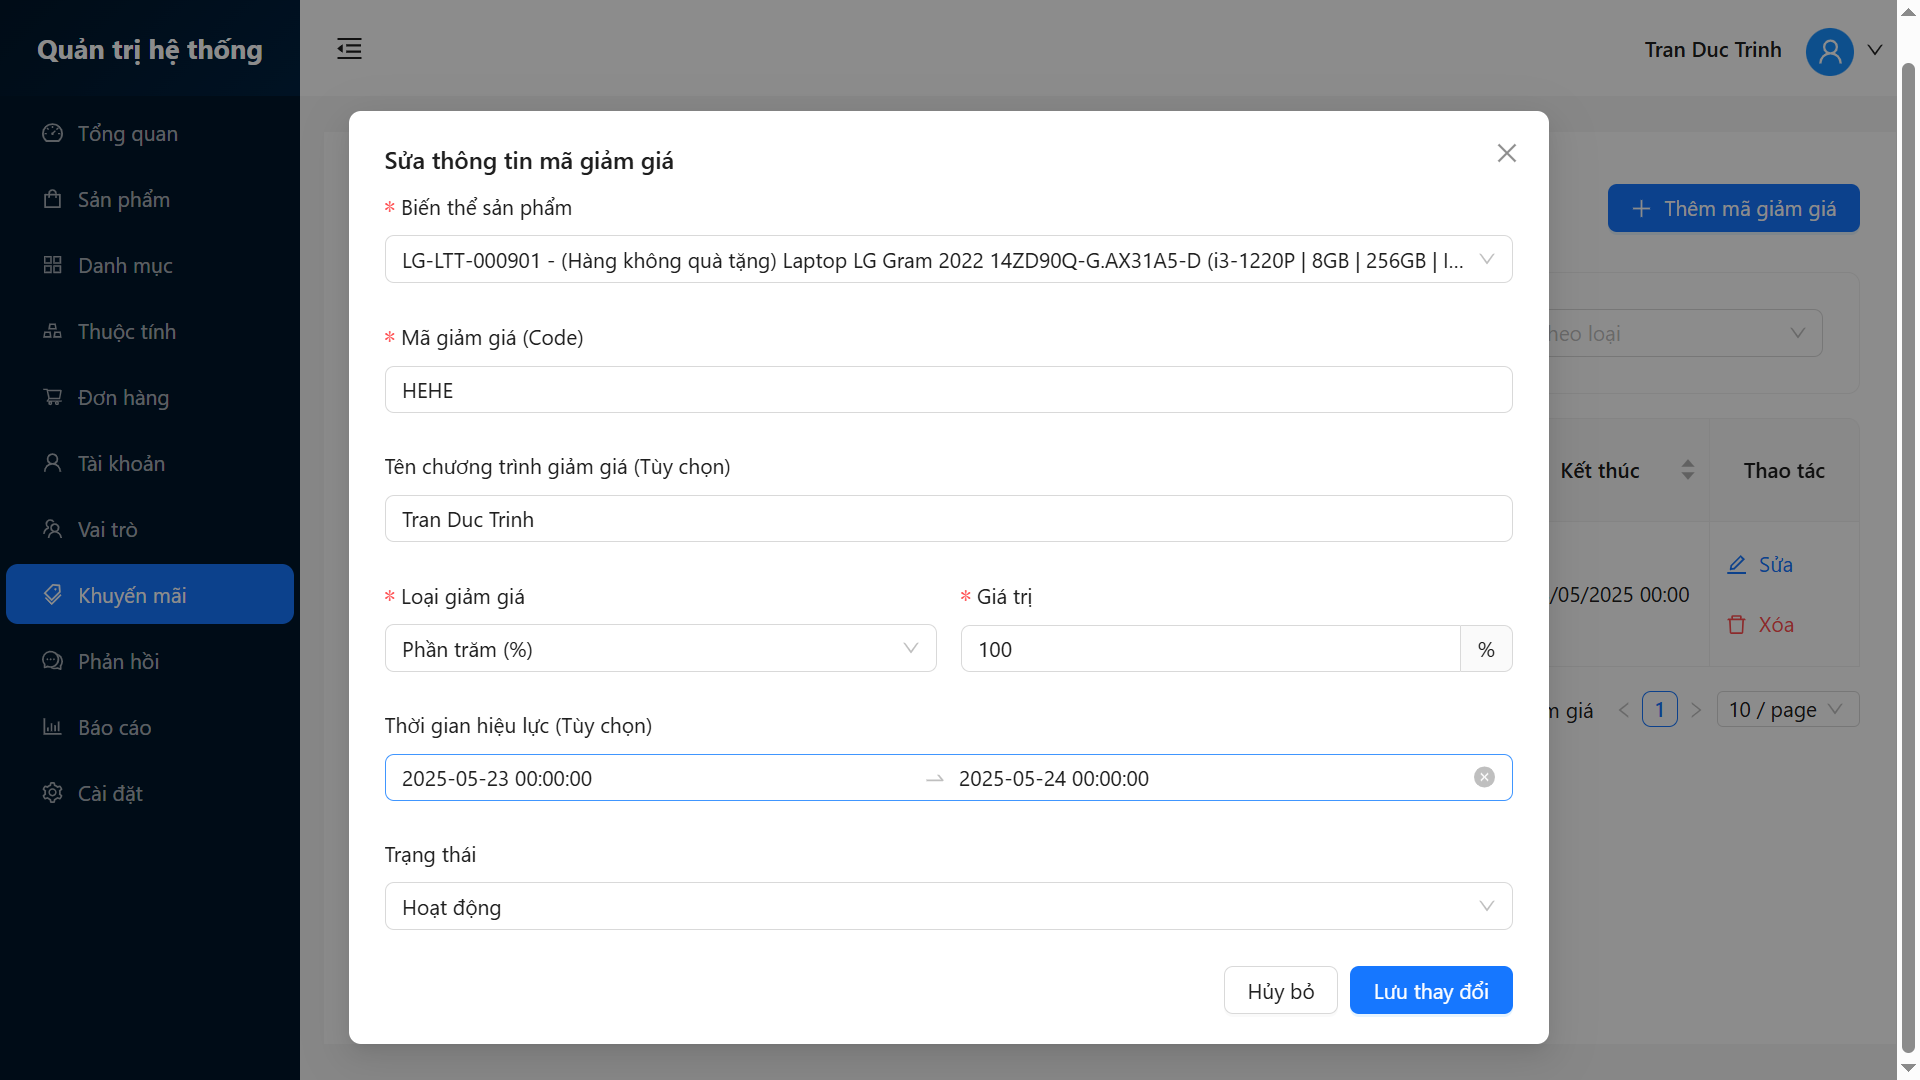 Quản trị hệ thống
Tổng quan
Sản phẩm
Danh mục
Thuộc tính
Đơn hàng
Tài khoản
Vai trò
Khuyến mãi
Phản hồi
Báo cáo
Cài đặt
Tran Duc Trinh
Thêm mã giảm giá
heo loại
Kết thúc
Thao tác
/05/2025 00:00
Sửa
Xóa
m giá
1
10 / page
Sửa thông tin mã giảm giá
* Biến thể sản phẩm
LG-LTT-000901 - (Hàng không quà tặng) Laptop LG Gram 2022 14ZD90Q-G.AX31A5-D (i3-1220P | 8GB | 256GB | I...
* Mã giảm giá (Code)
HEHE
Tên chương trình giảm giá (Tùy chọn)
Tran Duc Trinh
* Loại giảm giá
* Giá trị
Phần trăm (%)
100
%
Thời gian hiệu lực (Tùy chọn)
2025-05-23 00:00:00
2025-05-24 00:00:00
Trạng thái
Hoạt động
Hủy bỏ
Lưu thay đổi